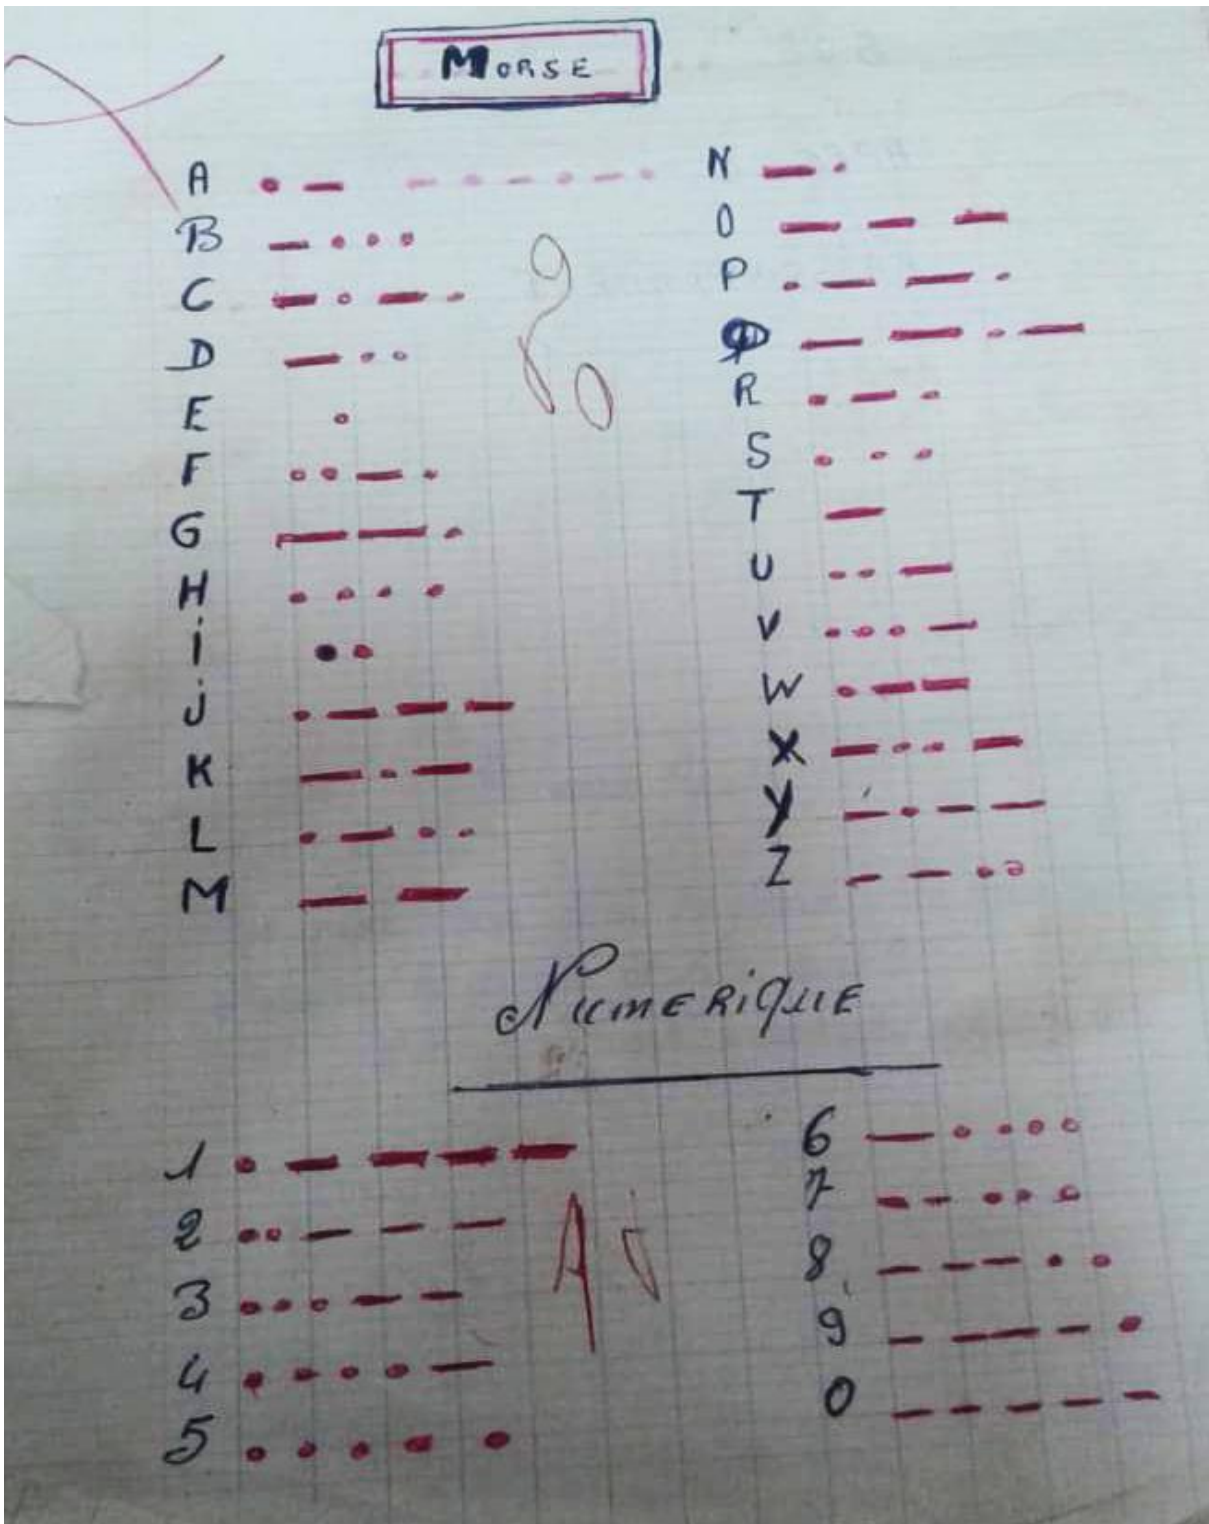 MORSE
A • —
B — • • •
C — • — •
D — • •
E •
F • • — •
G — — •
H • • • •
i • •
J • — — —
K — • —
L • — • •
M — —
N — •
O — — —
P • — — •
Q — — • —
R • — •
S • • •
T —
U • • —
V • • • —
W • — —
X — • • —
Y — • — —
Z — — • •
NUMERiQUE
1 • — — — —
2 • • — — —
3 • • • — —
4 • • • • —
5 • • • • •
6 — • • • •
7 — — • • •
8 — — — • •
9 — — — — •
0 — — — — —